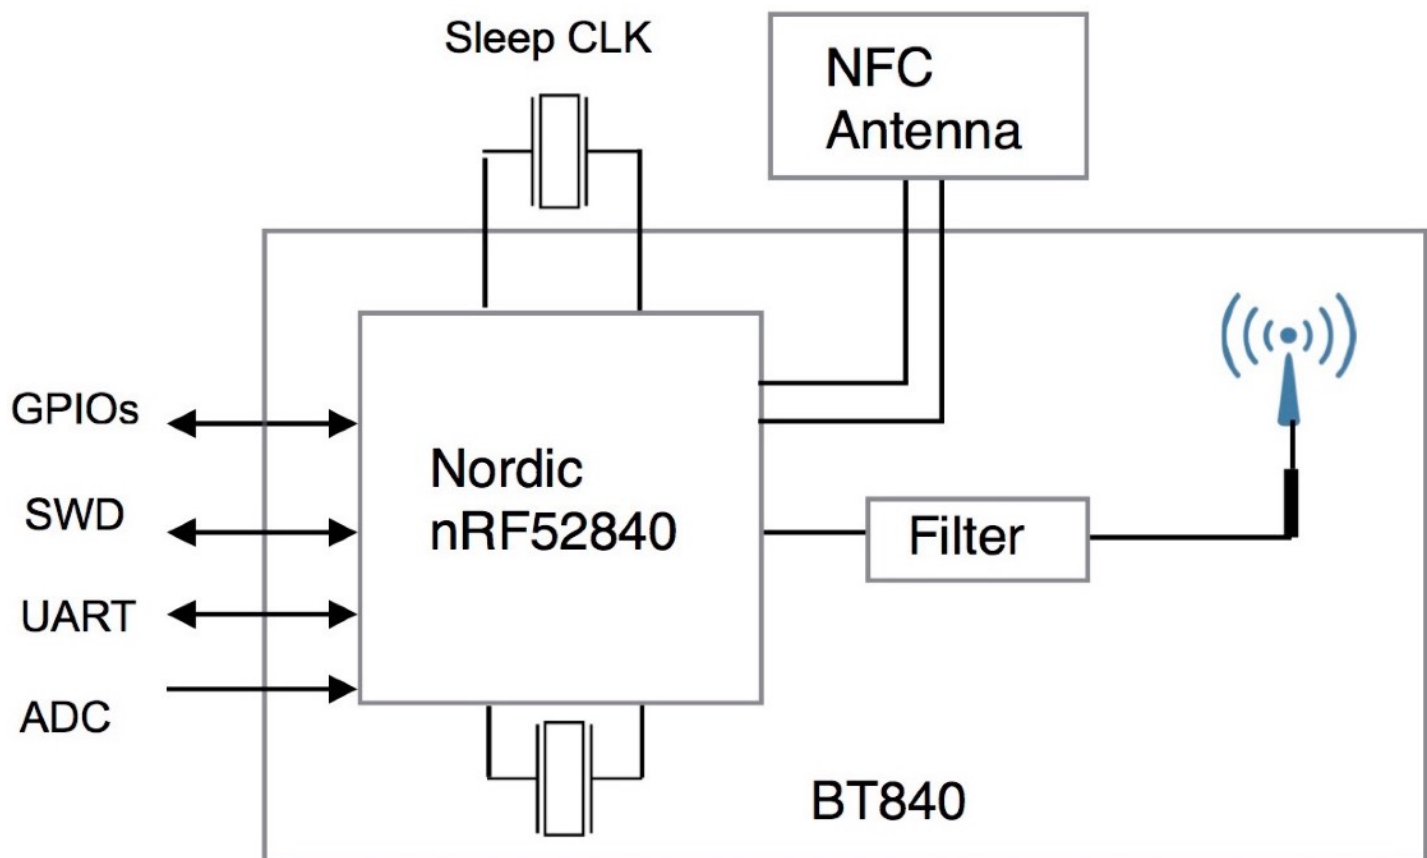 Sleep CLK
NFC
Antenna
GPIOs
SWD
UART
ADC
Nordic
nRF52840
Filter
BT840